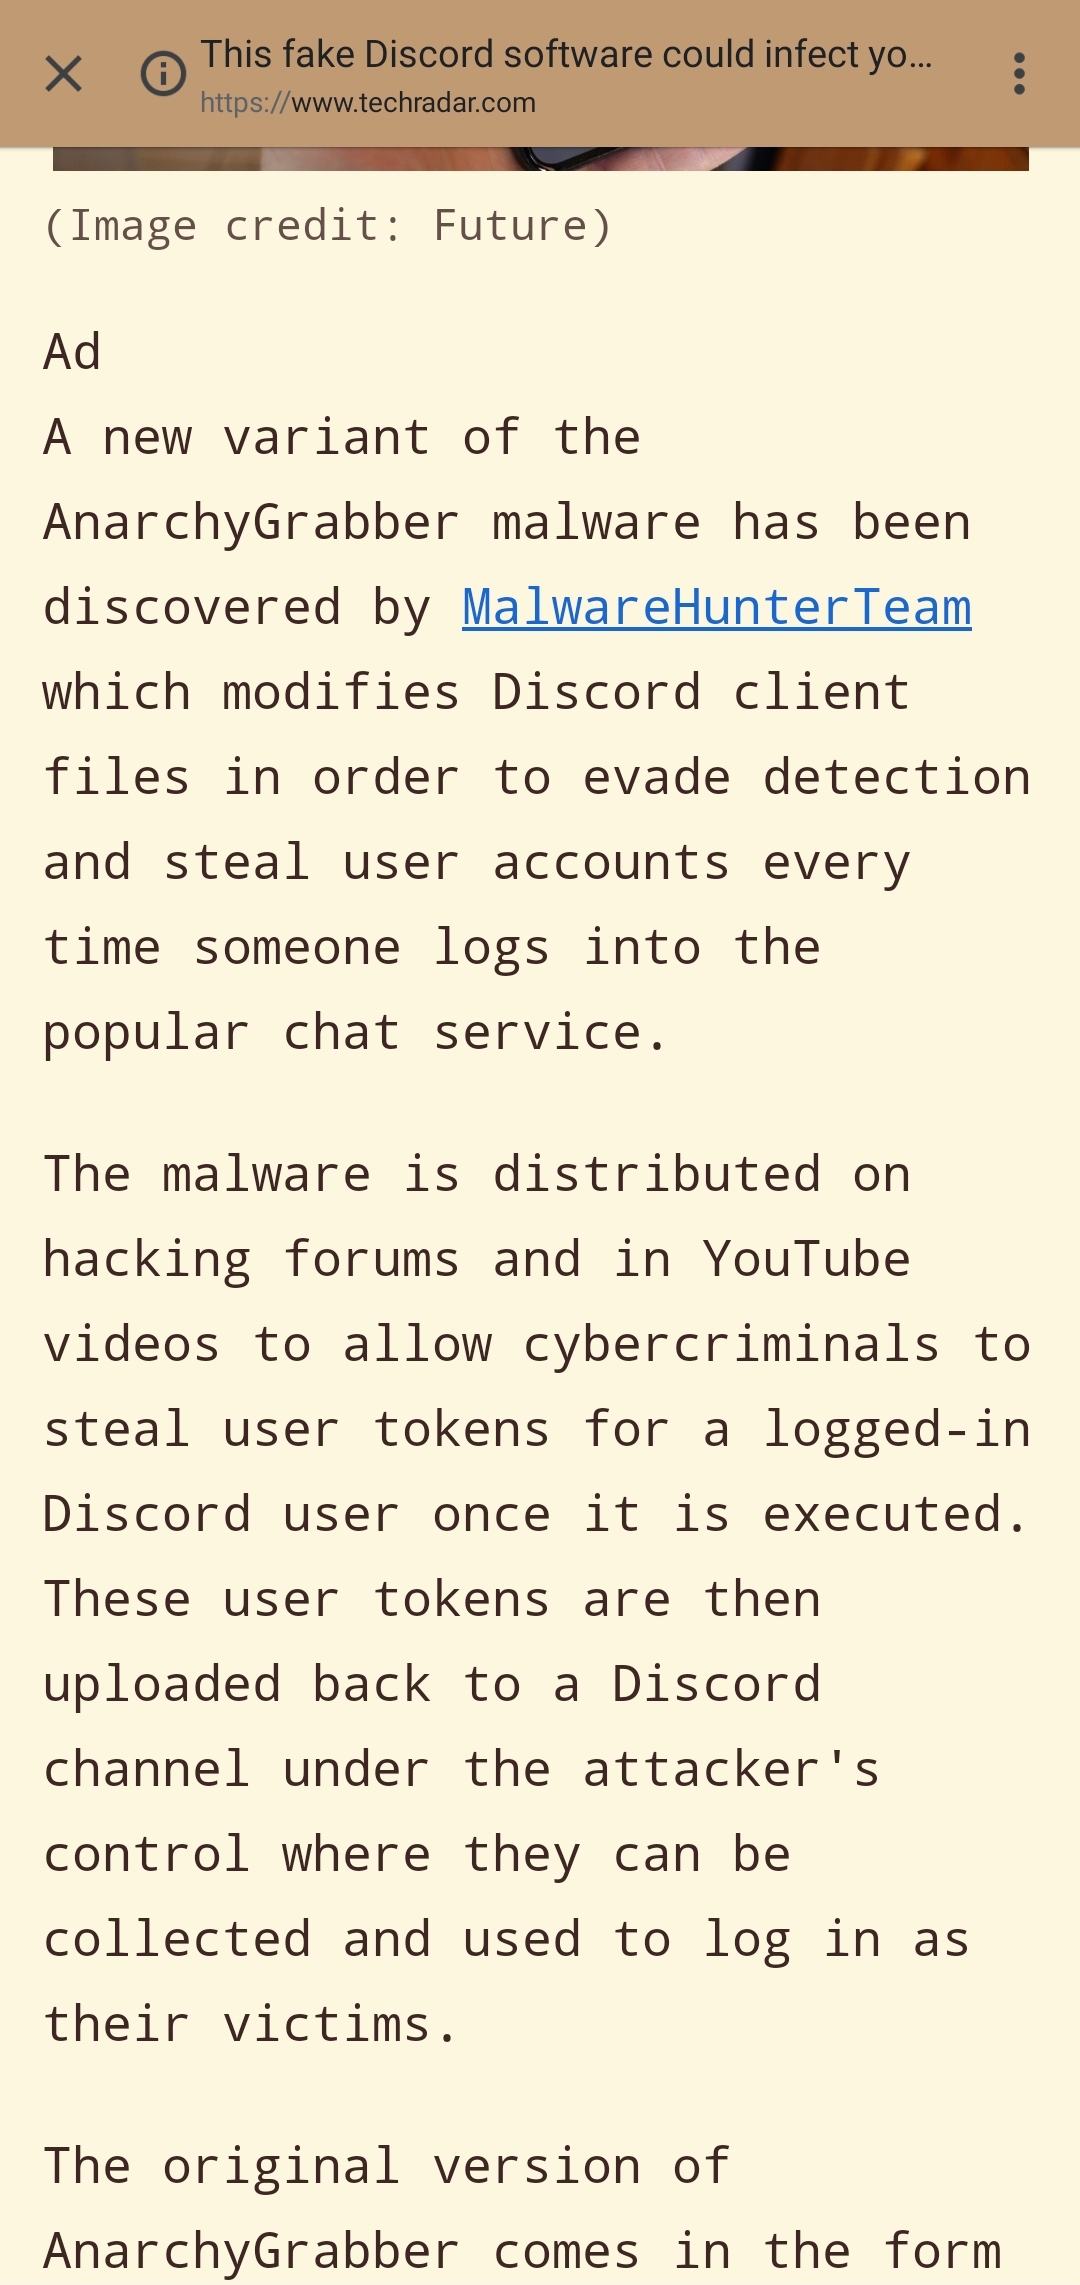 This fake Discord software could infect yo...
https://www.techradar.com
(Image credit: Future)
Ad
A new variant of the
AnarchyGrabber malware has been
discovered by MalwareHunterTeam
which modifies Discord client
files in order to evade detection
and steal user accounts every
time someone logs into the
popular chat service.
The malware is distributed on
hacking forums and in YouTube
videos to allow cybercriminals to
steal user tokens for a logged-in
Discord user once it is executed.
These user tokens are then
uploaded back to a Discord
channel under the attacker's
control where they can be
collected and used to log in as
their victims.
The original version of
AnarchyGrabber comes in the form